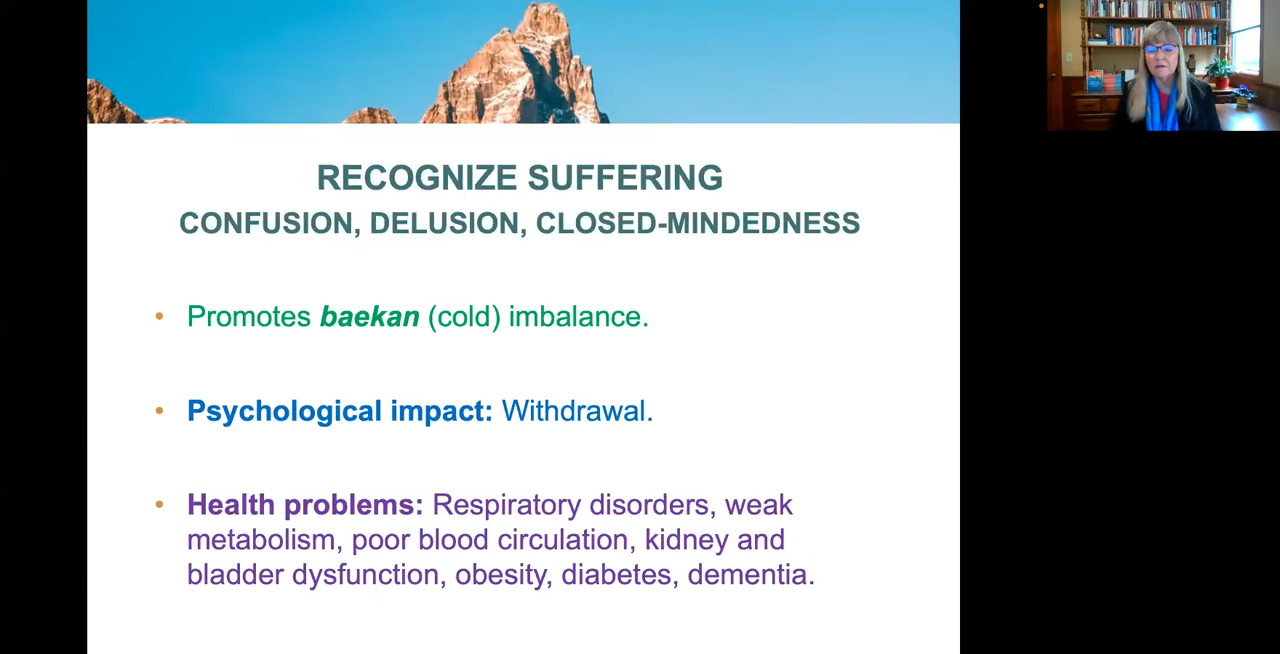 RECOGNIZE SUFFERING
CONFUSION, DELUSION, CLOSED-MINDEDNESS
• Promotes baekan (cold) imbalance.
• Psychological impact: Withdrawal.
• Health problems: Respiratory disorders, weak
metabolism, poor blood circulation, kidney and
bladder dysfunction, obesity, diabetes, dementia.